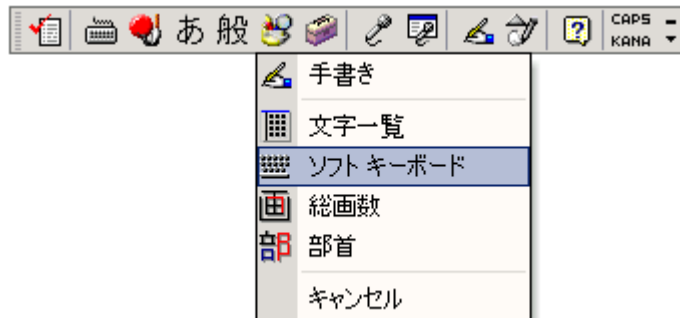 あ 般 CAPS
KANA
手書き
文字一覧
ソフト キーボード
総画数
部首
キャンセル